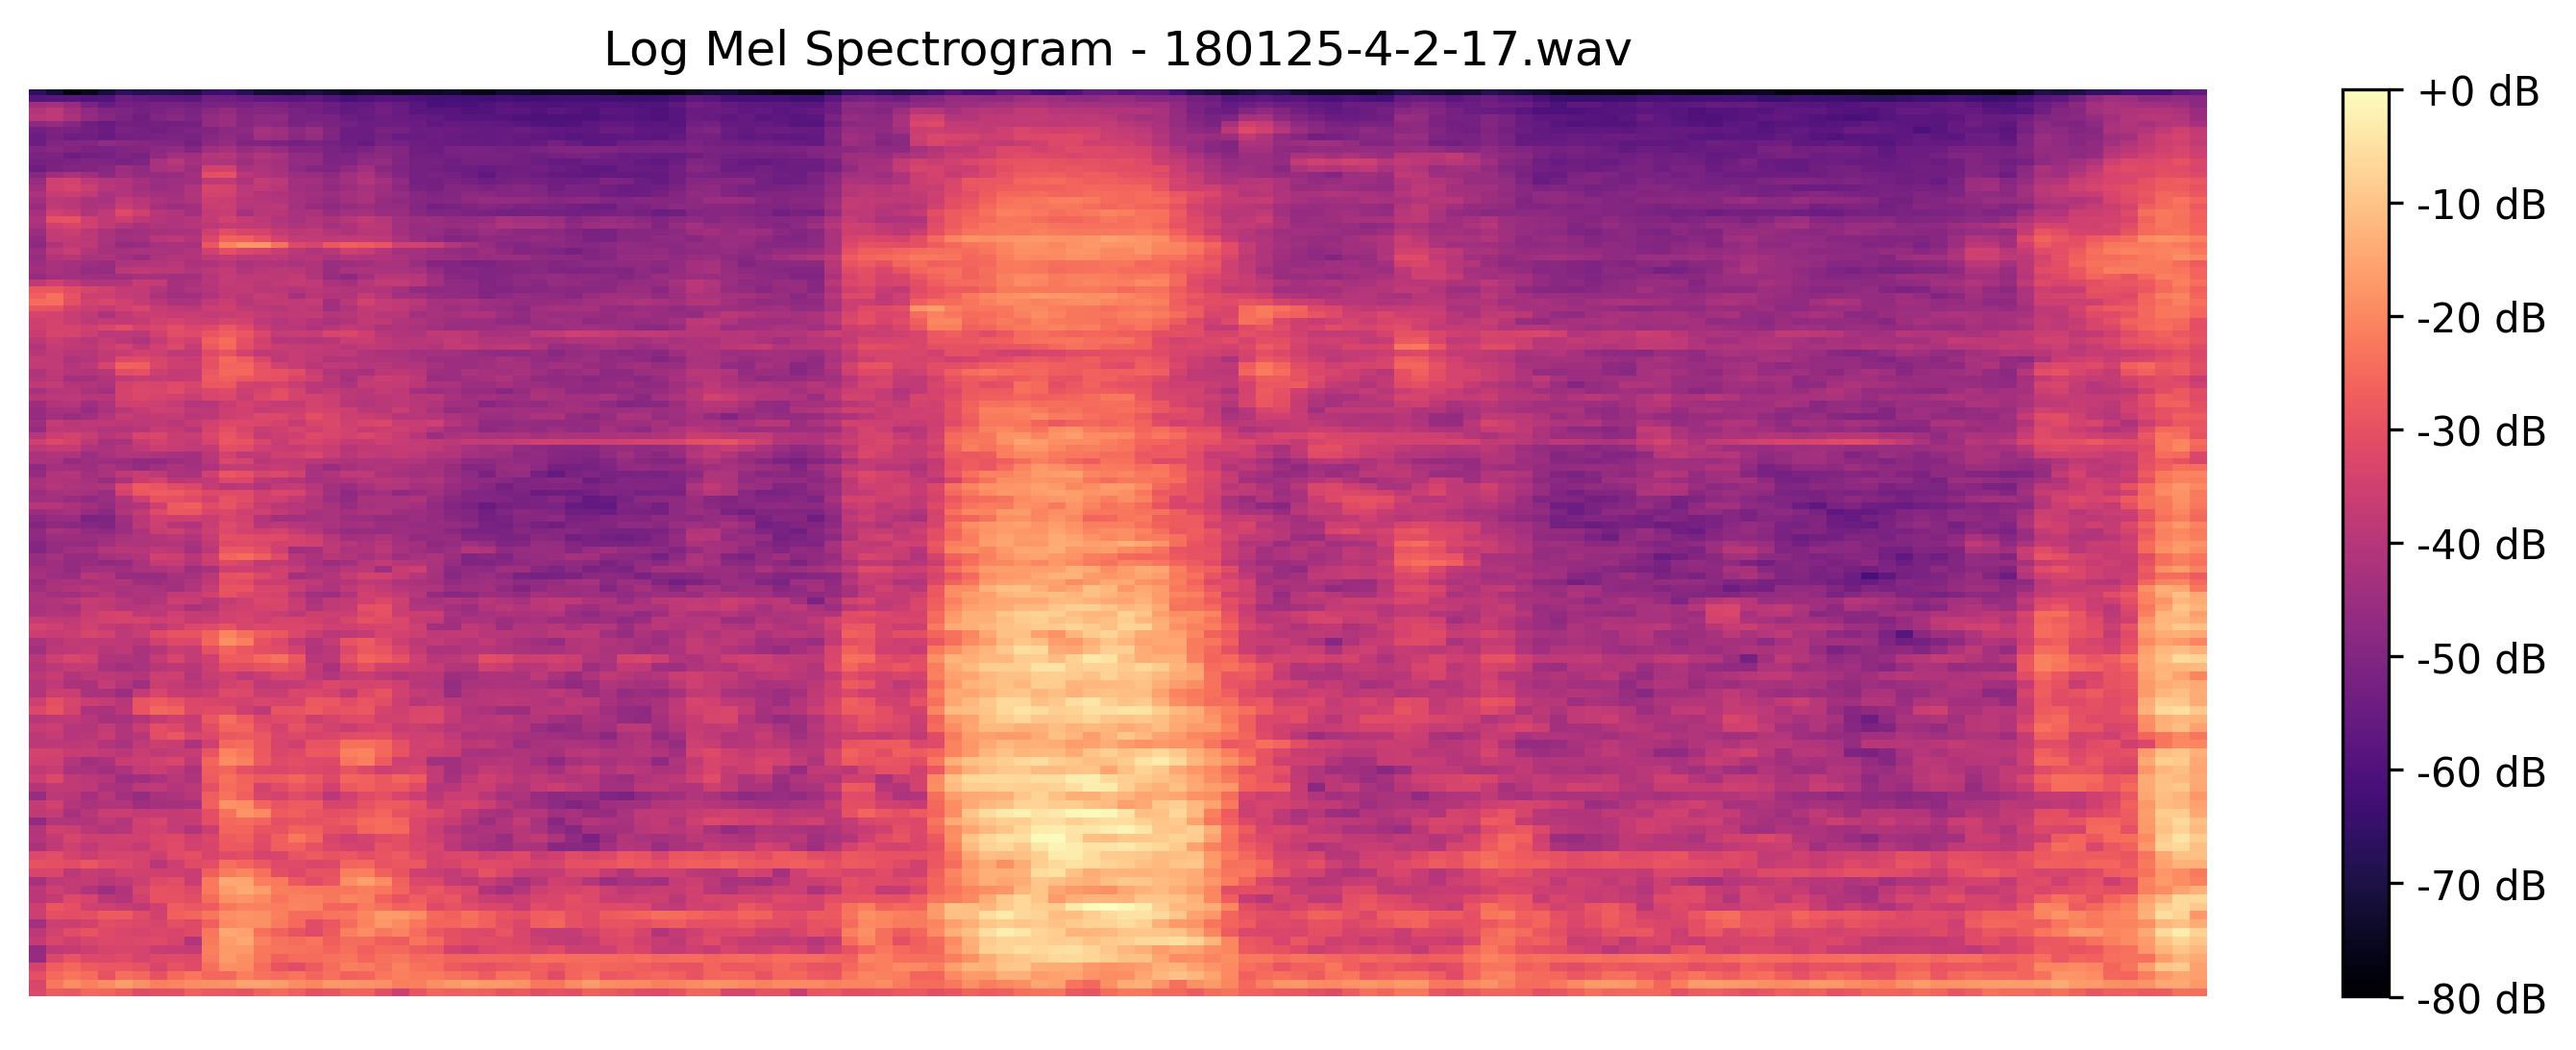 Log Mel Spectrogram - 180125-4-2-17.wav
+0 dB
-10 dB
-20 dB
-30 dB
-40 dB
-50 dB
-60 dB
-70 dB
-80 dB